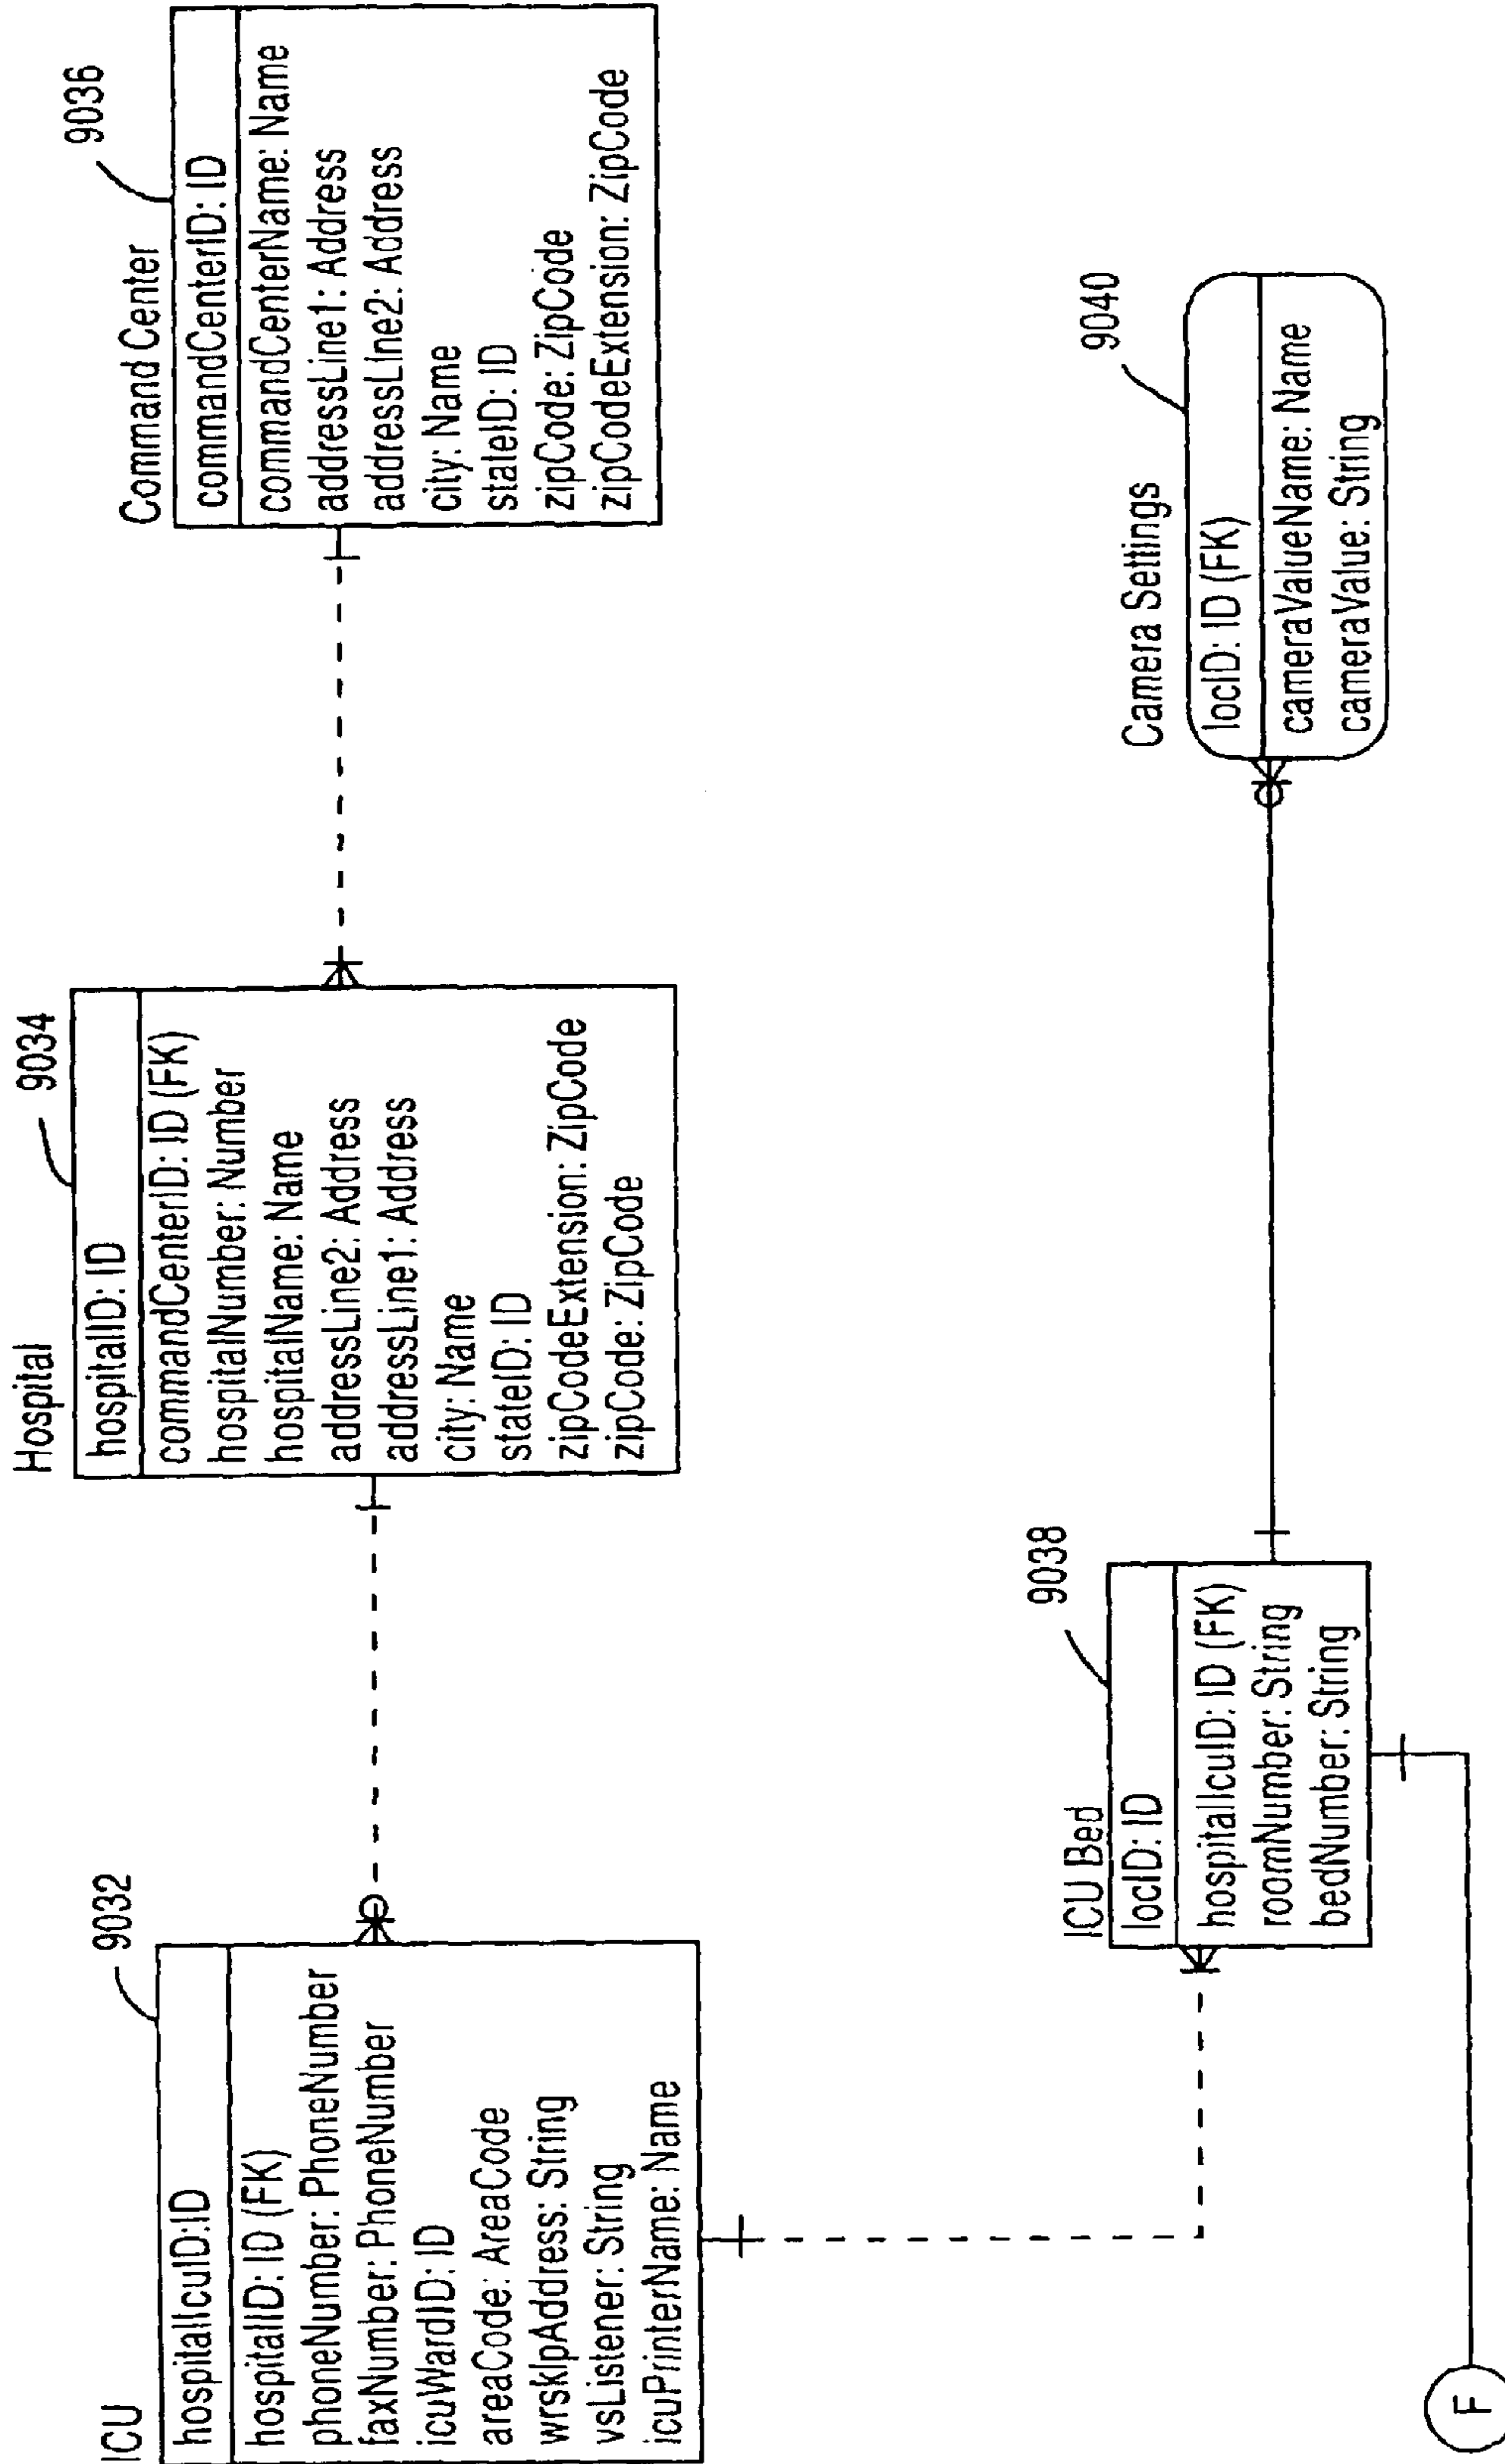 ICU
9032
hospitalIcuID:ID
hospitalID: ID (FK)
phoneNumber: PhoneNumber
faxNumber: PhoneNumber
icuWardID: ID
areaCode: AreaCode
wrskIpAddress: String
vsListener: String
icuPrinterName: Name
Hospital
9034
hospitalID: ID
commandCenterID: ID (FK)
hospitalNumber: Number
hospitalName: Name
addressLine2: Address
addressLine1: Address
city: Name
stateID: ID
zipCodeExtension: ZipCode
zipCode: ZipCode
Command Center
9036
commandCenterID: ID
commandCenterName: Name
addressLine1: Address
addressLine2: Address
city: Name
stateID: ID
zipCode: ZipCode
zipCodeExtension: ZipCode
ICU Bed
9038
locID: ID
hospitalIcuID: ID (FK)
roomNumber: String
bedNumber: String
Camera Settings
9040
locID: ID (FK)
cameraValueName: Name
cameraValue: String
F